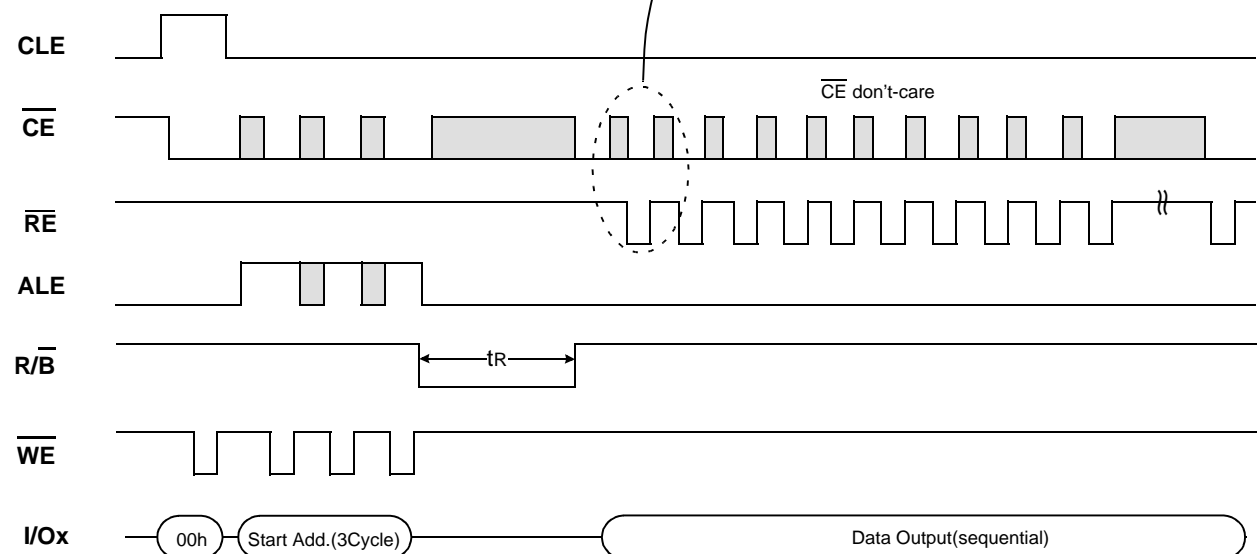 CLE
CE don't-care
CE
RE
ALE
R/B
tR
WE
I/Ox
00h
Start Add.(3Cycle)
Data Output(sequential)